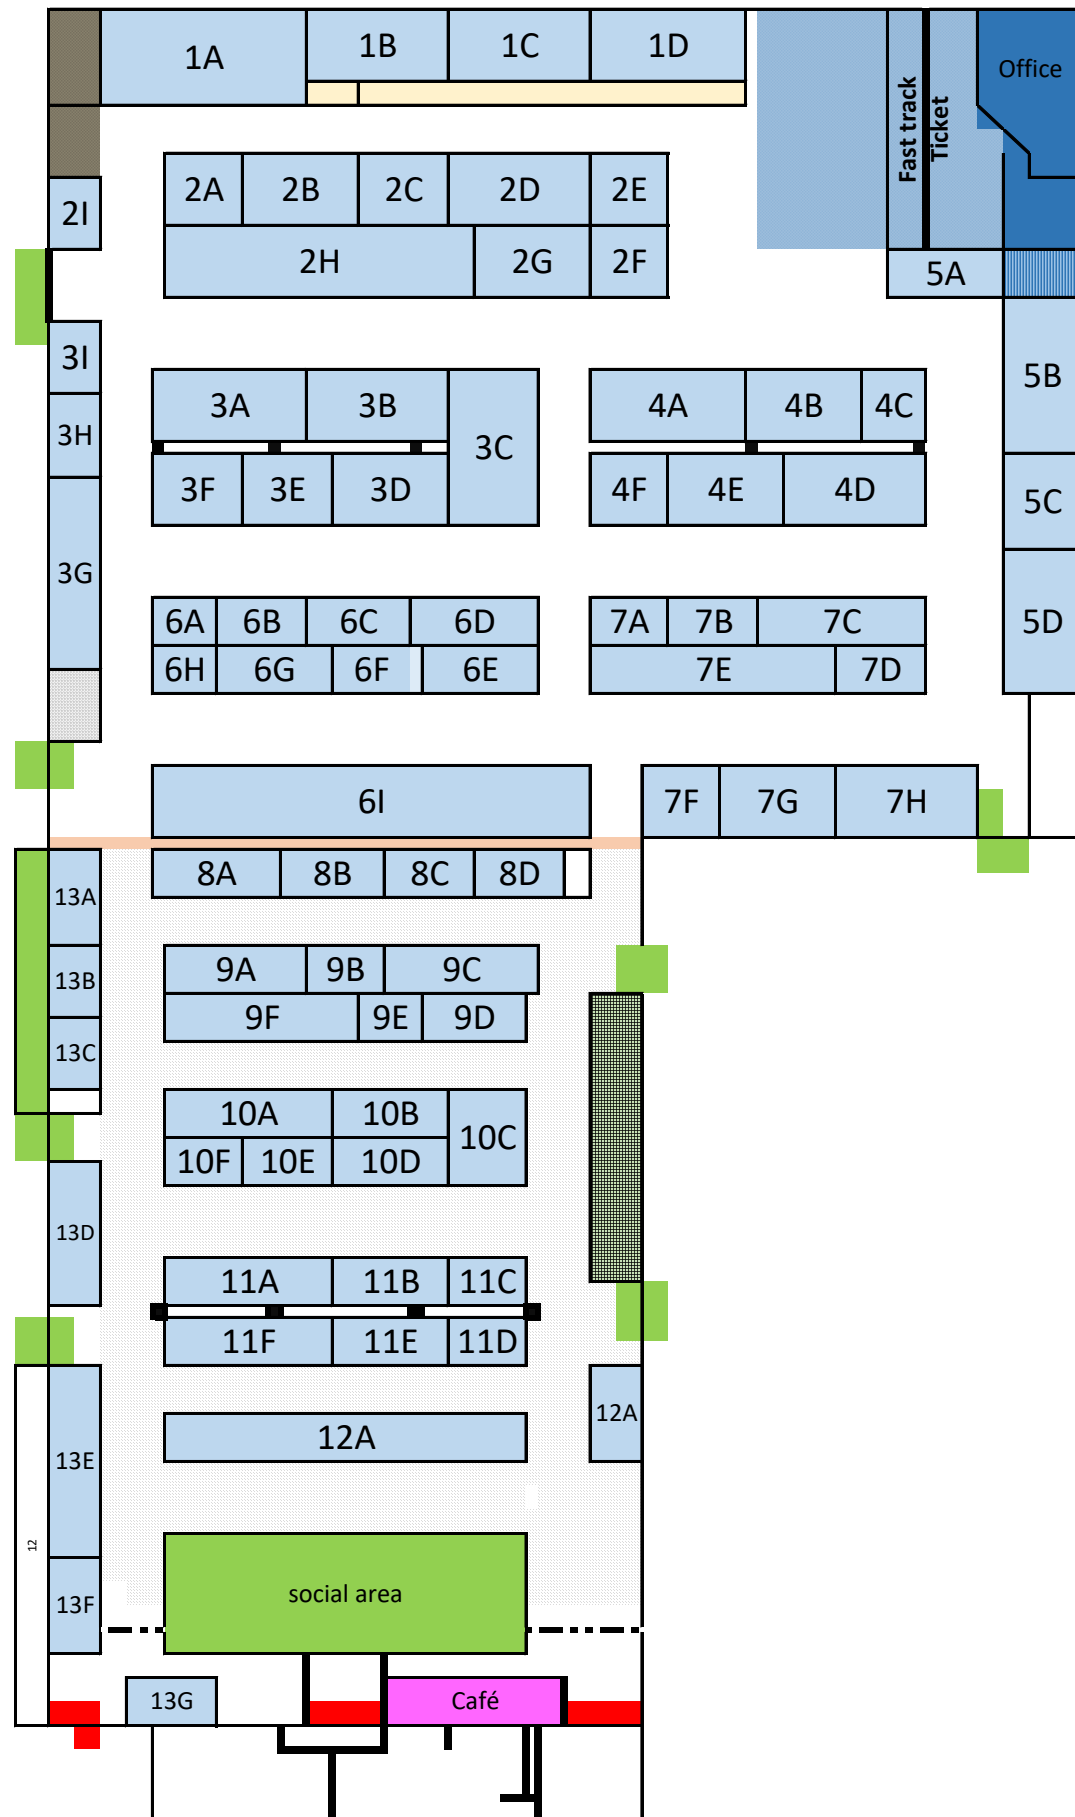 1A
1B
1C
1D
Fast track
Ticket
Office
2A
2B
2C
2D
2E
2I
2H
2G
2F
5A
3I
3A
3B
3C
4A
4B
4C
5B
3H
3F
3E
3D
4F
4E
4D
5C
3G
6A
6B
6C
6D
7A
7B
7C
5D
6H
6G
6F
6E
7E
7D
6I
7F
7G
7H
8A
8B
8C
8D
13A
9A
9B
9C
13B
9F
9E
9D
13C
10A
10B
10C
10F
10E
10D
13D
11A
11B
11C
11F
11E
11D
12A
12A
13E
12
social area
13F
13G
Café